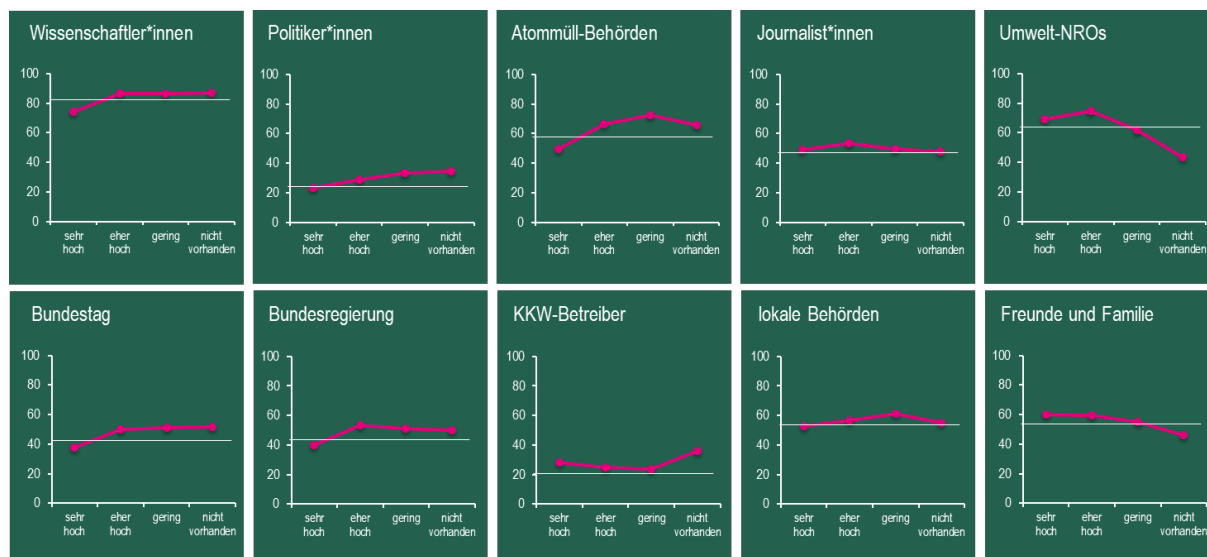 Wissenschaftler*innen
100
80
60
40
20
0
sehr
hoch
eher
hoch
gering
nicht
vorhanden
Politiker*innen
100
80
60
40
20
0
sehr
hoch
eher
hoch
gering
nicht
vorhanden
Atommüll-Behörden
100
80
60
40
20
0
sehr
hoch
eher
hoch
gering
nicht
vorhanden
Journalist*innen
100
80
60
40
20
0
sehr
hoch
eher
hoch
gering
nicht
vorhanden
Umwelt-NROs
100
80
60
40
20
0
sehr
hoch
eher
hoch
gering
nicht
vorhanden
Bundestag
100
80
60
40
20
0
sehr
hoch
eher
hoch
gering
nicht
vorhanden
Bundesregierung
100
80
60
40
20
0
sehr
hoch
eher
hoch
gering
nicht
vorhanden
KKW-Betreiber
100
80
60
40
20
0
sehr
hoch
eher
hoch
gering
nicht
vorhanden
lokale Behörden
100
80
60
40
20
0
sehr
hoch
eher
hoch
gering
nicht
vorhanden
Freunde und Familie
100
80
60
40
20
0
sehr
hoch
eher
hoch
gering
nicht
vorhanden